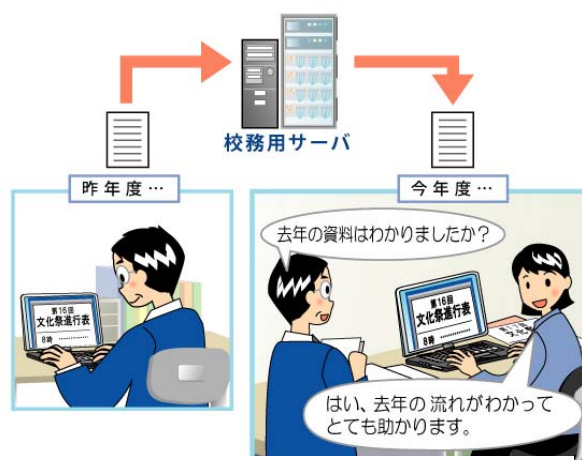 校務用サーバ
昨年度…
今年度…
第16回
文化祭進行表
8時
去年の資料はわかりましたか？
第16回
文化祭進行表
8時
はい、去年の流れがわかって
とても助かります。